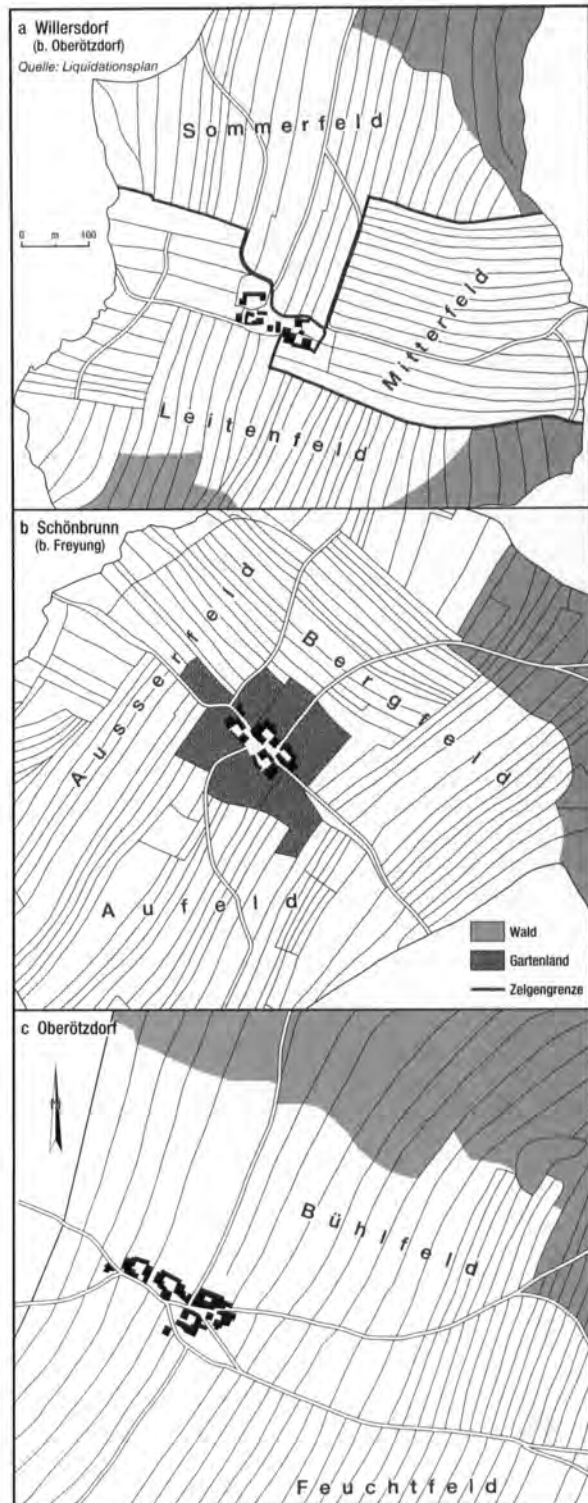 a Willersdorf
(b. Oberötzdorf)
Quelle: Liquidationsplan
Sommerfeld
0 m 100
Mitterfeld
Leitenfeld
b Schönbrunn
(b. Freyung)
Ausserfeld
Bergfeld
Aufeld
Wald
Gartenland
Zelgengrenze
c Oberötzdorf
N
Bühlfeld
Feuchtfeld